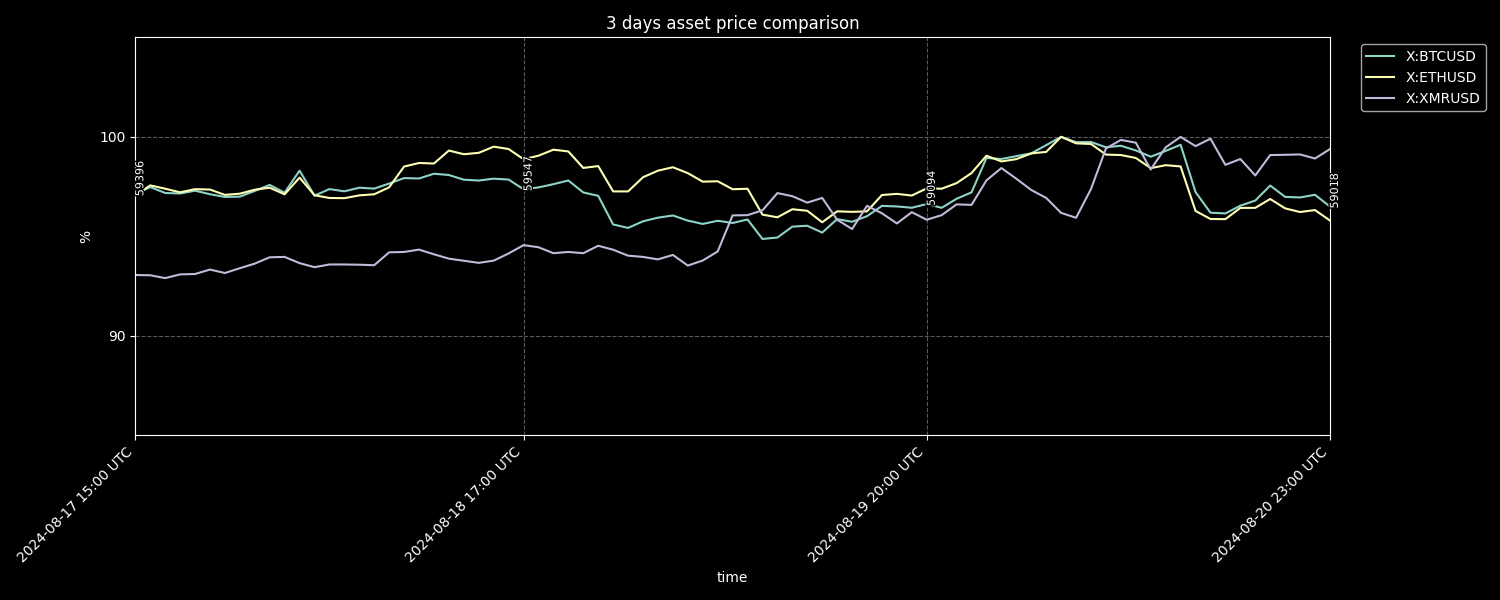 3 days asset price comparison
X:BTCUSD
X:ETHUSD
X:XMRUSD
100
90
%
59396
59547
59094
59018
2024-08-17 15:00 UTC
2024-08-18 17:00 UTC
2024-08-19 20:00 UTC
2024-08-20 23:00 UTC
time